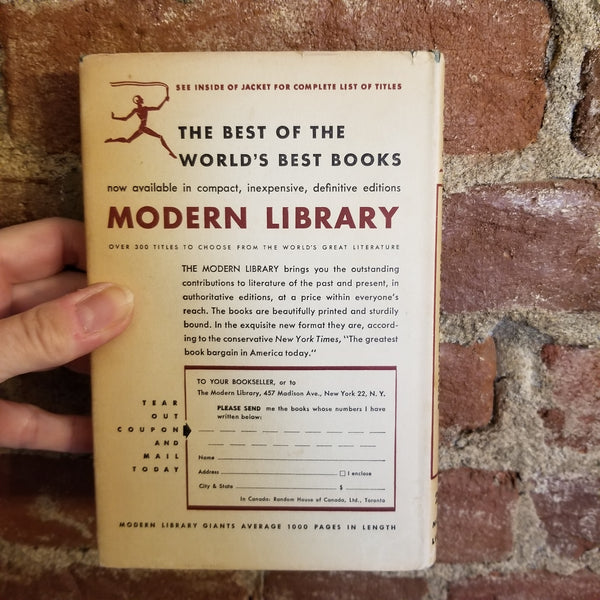 SEE INSIDE OF JACKET FOR COMPLETE LIST OF TITLES
THE BEST OF THE
WORLD'S BEST BOOKS
now available in compact, inexpensive, definitive editions
MODERN LIBRARY
OVER 300 TITLES TO CHOOSE FROM THE WORLD'S GREAT LITERATURE
THE MODERN LIBRARY brings you the outstanding
contributions to literature of the past and present, in
authoritative editions, at a price within everyone's
reach. The books are beautifully printed and sturdily
bound. In the exquisite new format they are, accord-
ing to the conservative New York Times, "The greatest
book bargain in America today."
TEAR
OUT
COUPON
AND
MAIL
TODAY
TO YOUR BOOKSELLER, or to
The Modern Library, 457 Madison Ave., New York 22, N. Y.
PLEASE SEND me the books whose numbers I have
written below:
Name
Address I enclose
City & State $
In Canada: Random House of Canada, Ltd., Toronto
MODERN LIBRARY GIANTS AVERAGE 1000 PAGES IN LENGTH